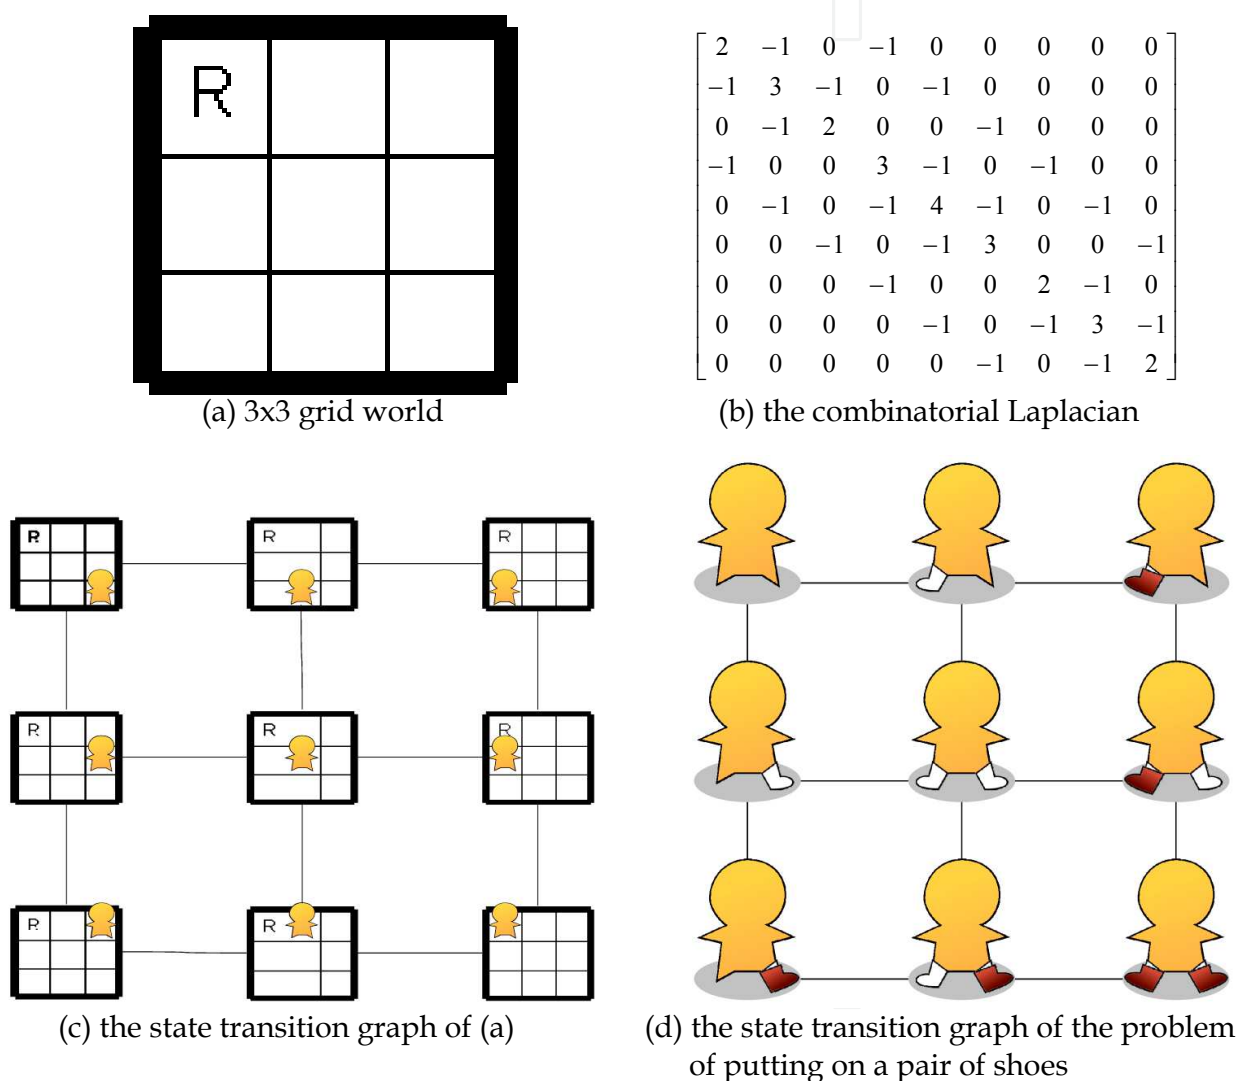 R
2 −1 0 −1 0 0 0 0 0
−1 3 −1 0 −1 0 0 0 0
0 −1 2 0 0 −1 0 0 0
−1 0 0 3 −1 0 −1 0 0
0 −1 0 −1 4 −1 0 −1 0
0 0 −1 0 −1 3 0 0 −1
0 0 0 −1 0 0 2 −1 0
0 0 0 0 −1 0 −1 3 −1
0 0 0 0 0 −1 0 −1 2
(a) 3x3 grid world
(b) the combinatorial Laplacian
R R R
R R R
R R
(c) the state transition graph of (a)
(d) the state transition graph of the problem
of putting on a pair of shoes